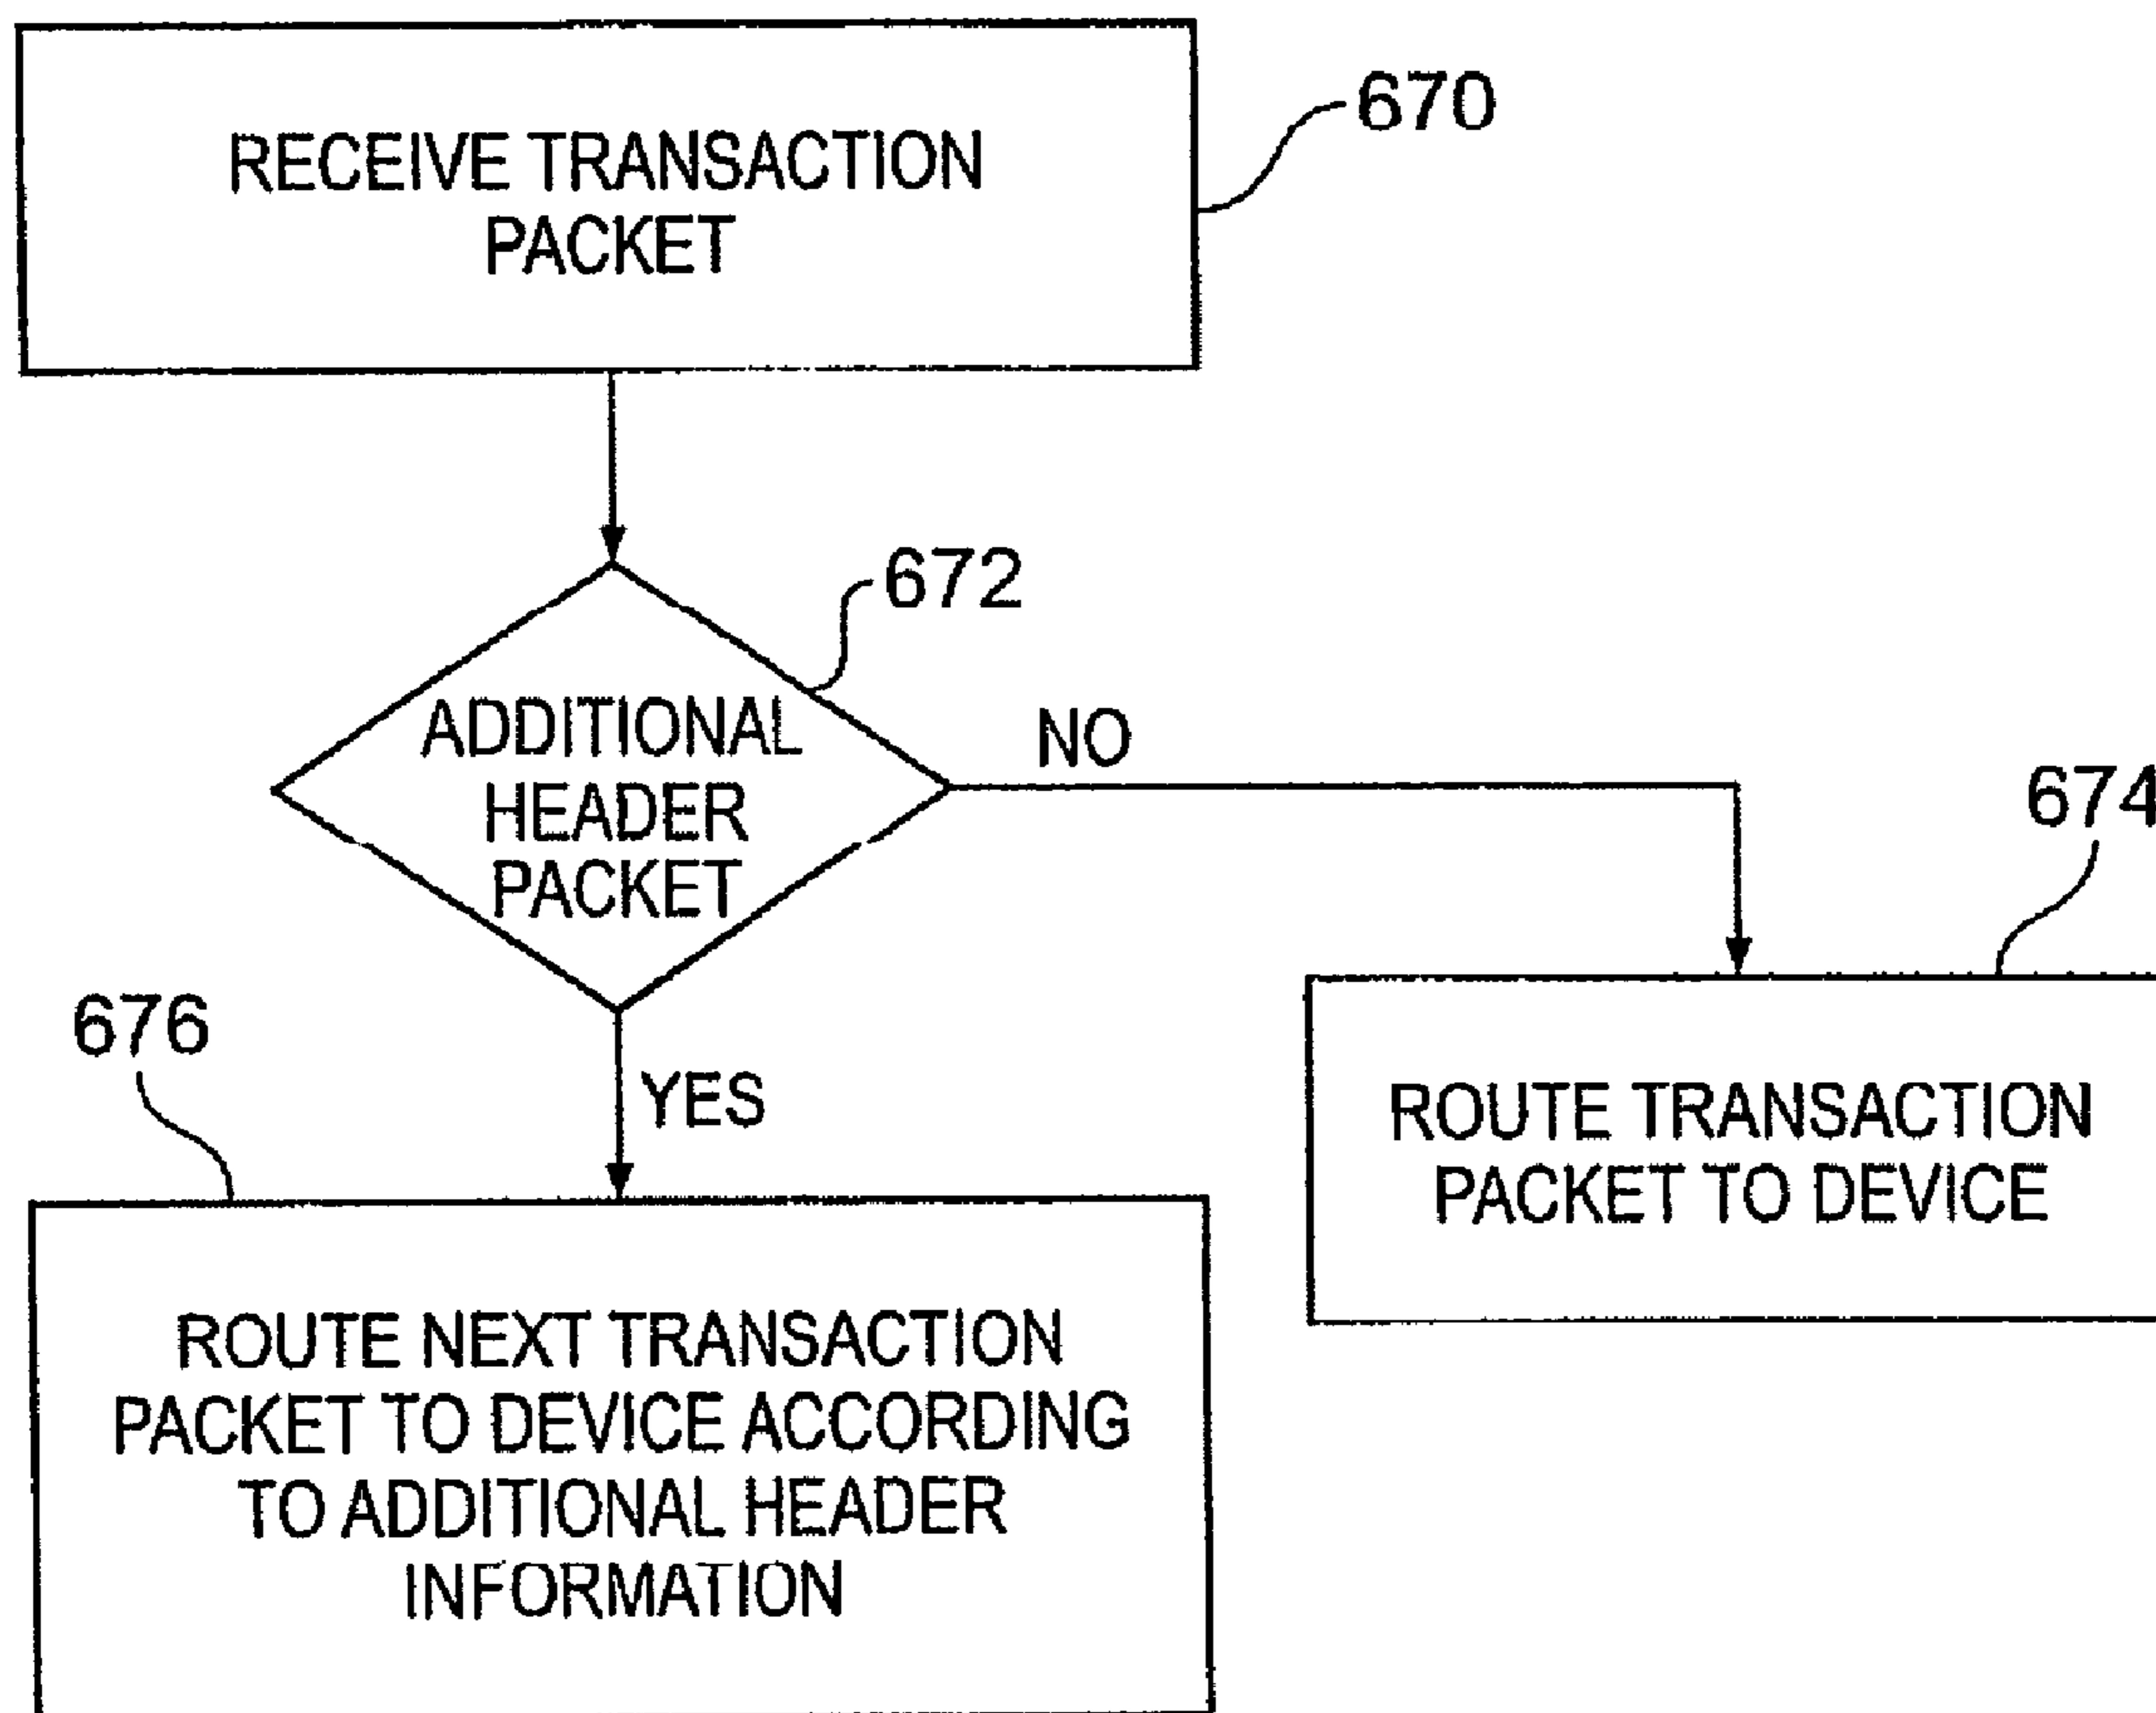 RECEIVE TRANSACTION
PACKET
670
672
ADDITIONAL
HEADER
PACKET
NO
674
676
YES
ROUTE TRANSACTION
PACKET TO DEVICE
ROUTE NEXT TRANSACTION
PACKET TO DEVICE ACCORDING
TO ADDITIONAL HEADER
INFORMATION